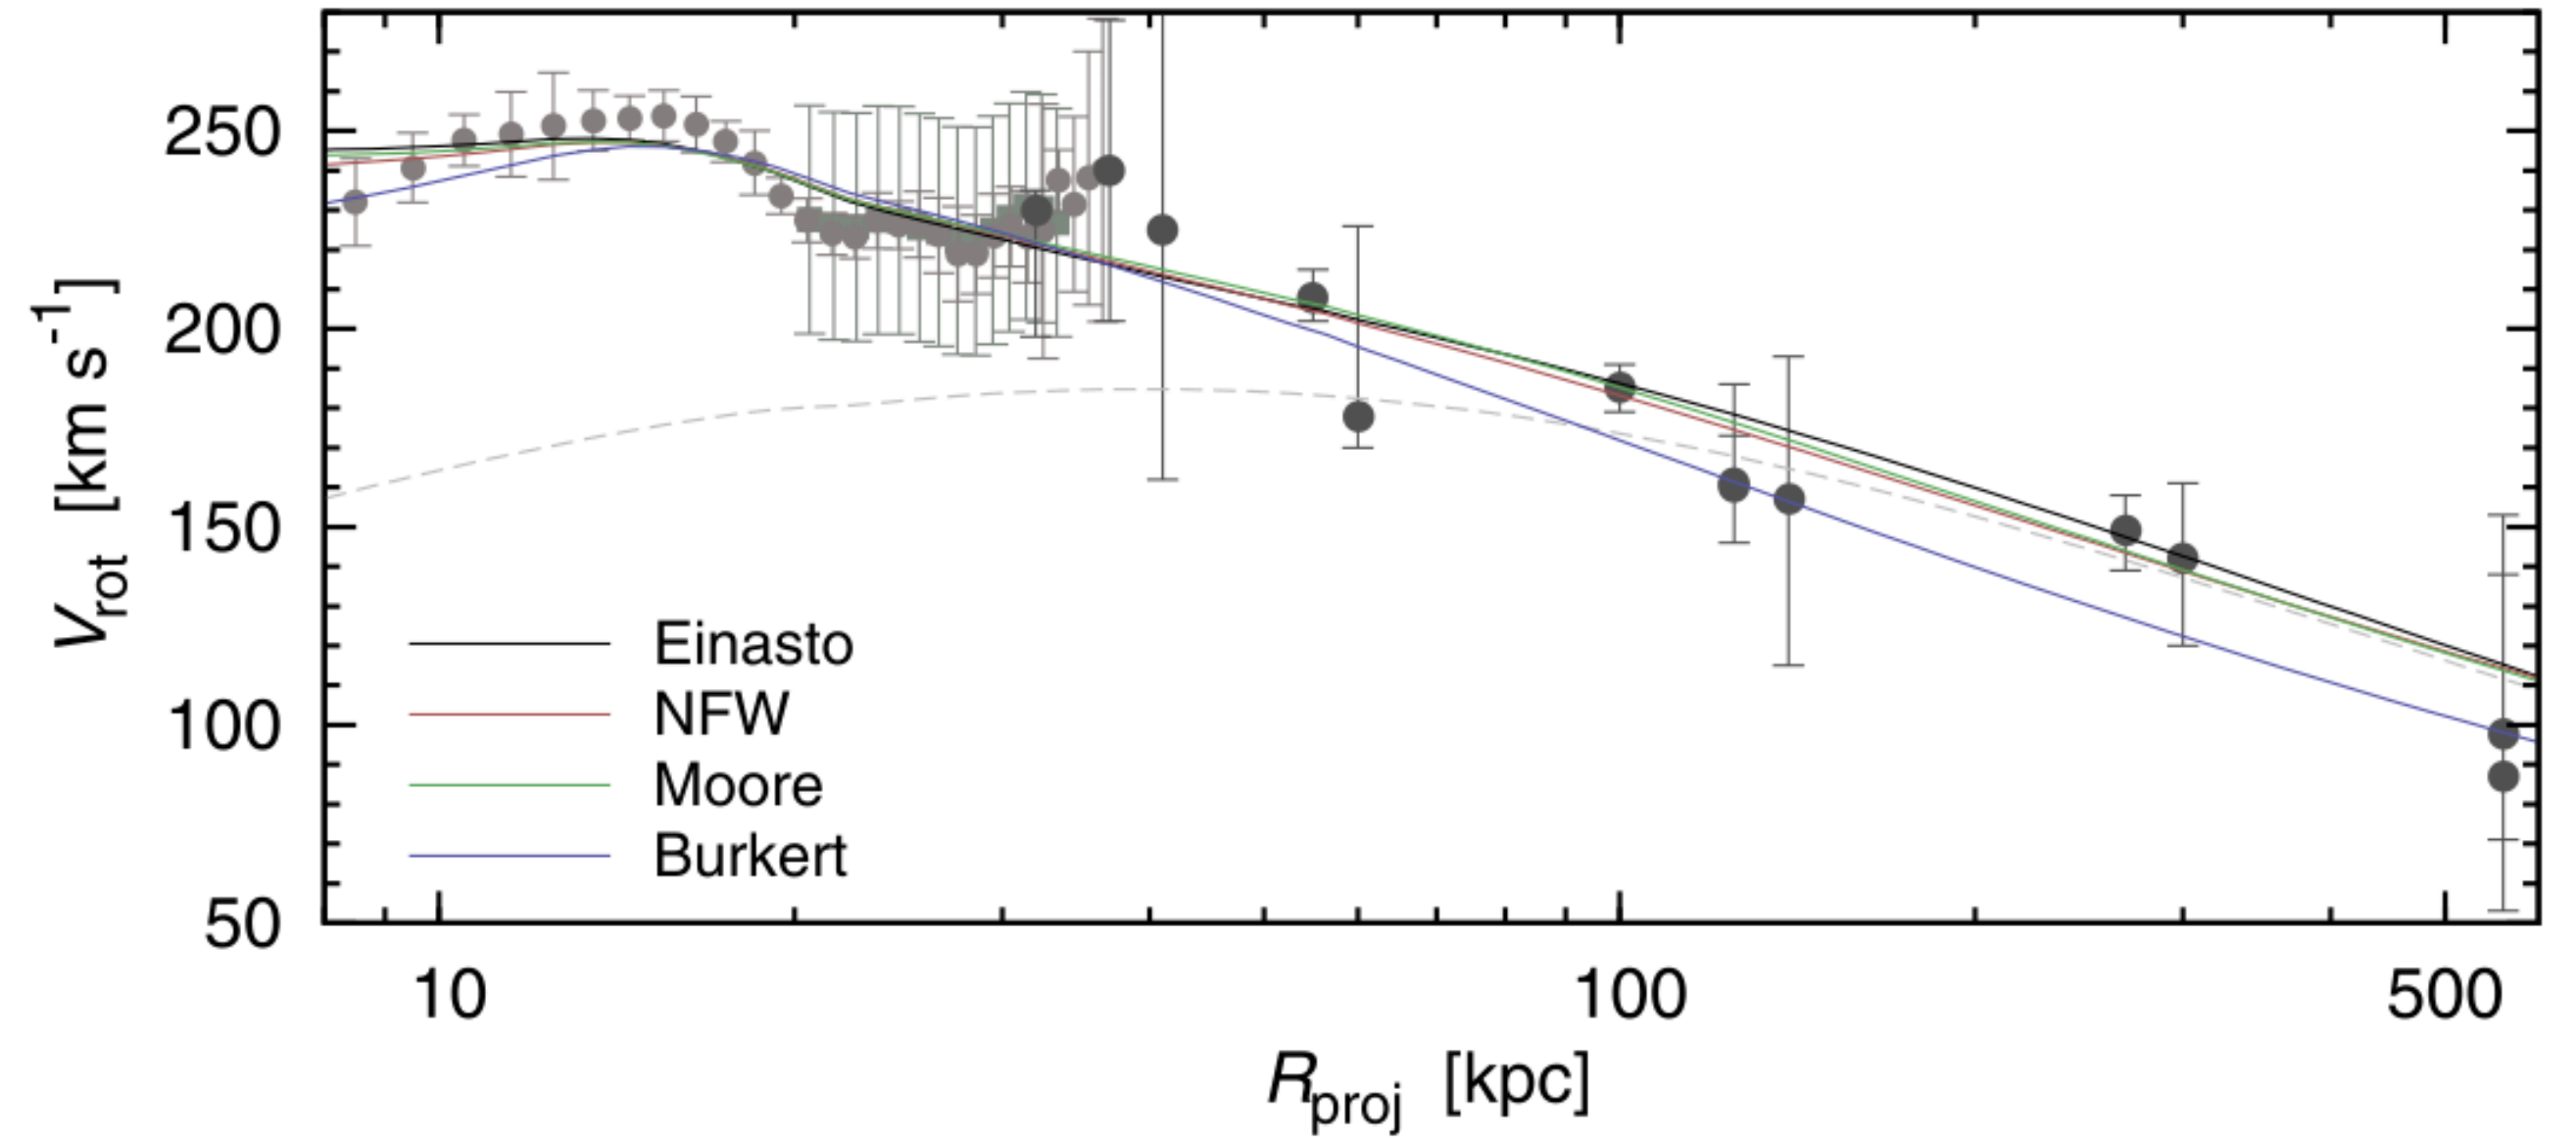 250
200
150
100
50
V_rot [km s^-1]
Einasto
NFW
Moore
Burkert
10 100 500
R_proj [kpc]